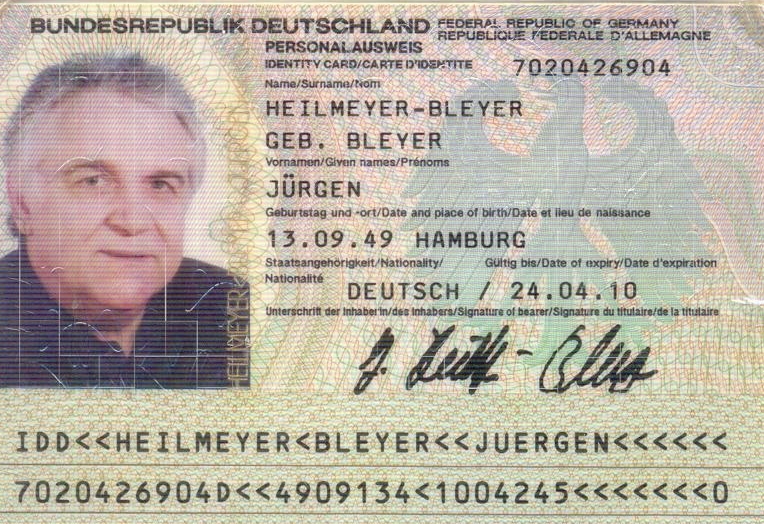 BUNDESREPUBLIK DEUTSCHLAND
FEDERAL REPUBLIC OF GERMANY
REPUBLIQUE FEDERALE D'ALLEMAGNE
PERSONALAUSWEIS
IDENTITY CARD/CARTE D'IDENTITE
7020426904
Name/Surname/Nom
HEILMEYER-BLEYER
GEB. BLEYER
Vornamen/Given names/Prénoms
JÜRGEN
Geburtstag und -ort/Date and place of birth/Date et lieu de naissance
13.09.49 HAMBURG
Staatsangehörigkeit/Nationality/
Nationalité
Gültig bis/Date of expiry/Date d'expiration
DEUTSCH / 24.04.10
Unterschrift der Inhaberin/des Inhabers/Signature of bearer/Signature du titulaire/de la titulaire
IDD<<HEILMEYER<BLEYER<<JUERGEN<<<<<<
7020426904D<<4909134<1004245<<<<<<<0